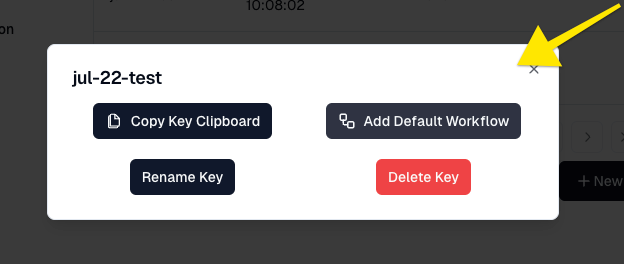 on
10:08:02
jul-22-test
Copy Key Clipboard
Add Default Workflow
Rename Key
Delete Key
New